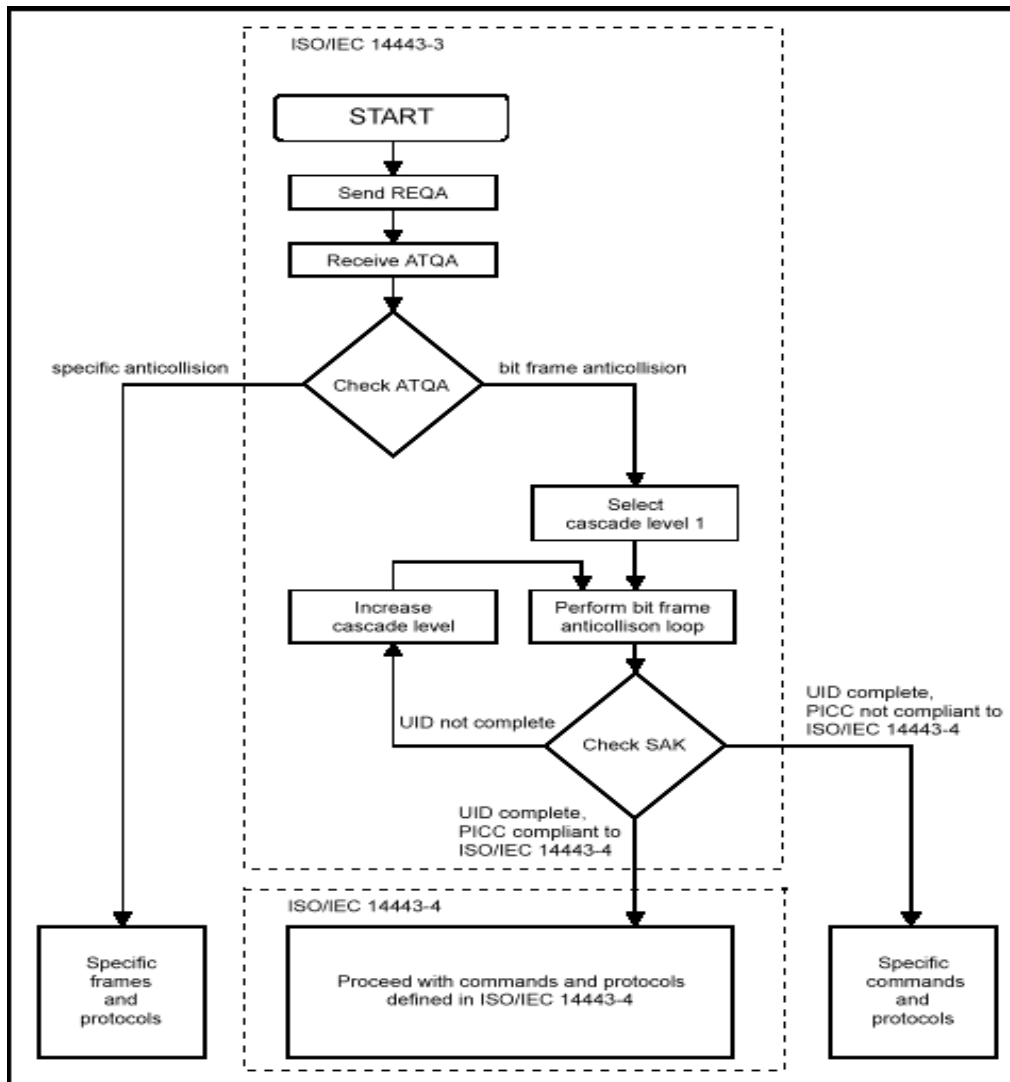 ISO/IEC 14443-3
START
Send REQA
Receive ATQA
specific anticollision
bit frame anticollision
Check ATQA
Select
cascade level 1
Increase
cascade level
Perform bit frame
anticollison loop
UID not complete
Check SAK
UID complete,
PICC not compliant to
ISO/IEC 14443-4
UID complete,
PICC compliant to
ISO/IEC 14443-4
ISO/IEC 14443-4
Specific
frames
and
protocols
Proceed with commands and protocols
defined in ISO/IEC 14443-4
Specific
commands
and
protocols